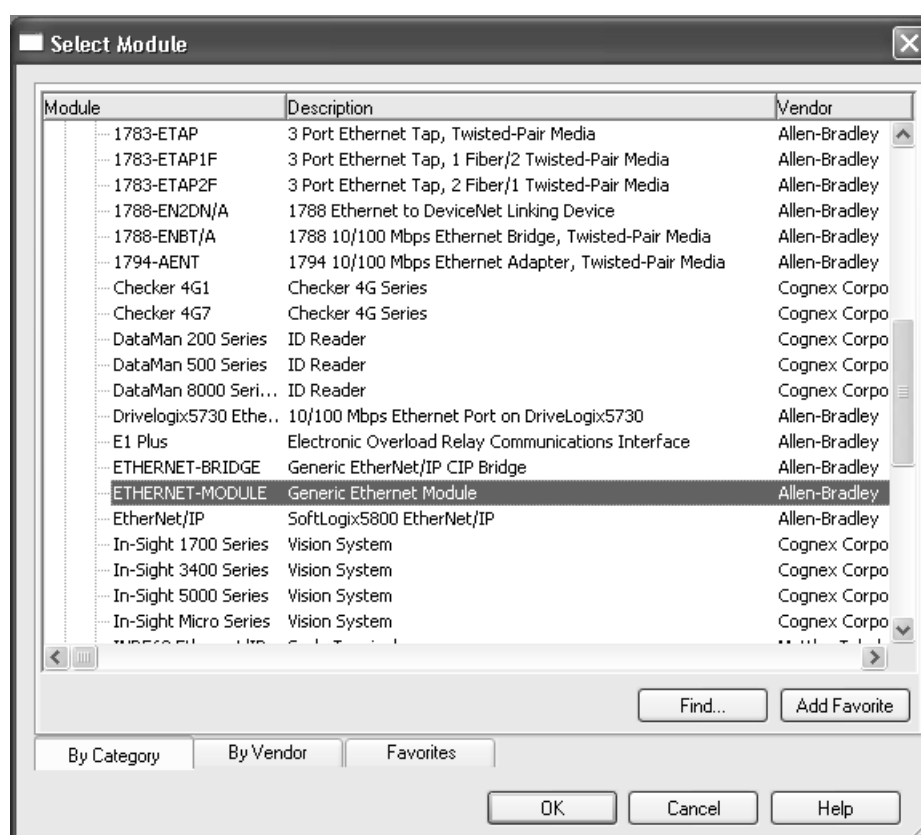 Select Module
Module Description Vendor
1783-ETAP 3 Port Ethernet Tap, Twisted-Pair Media Allen-Bradley
1783-ETAP1F 3 Port Ethernet Tap, 1 Fiber/2 Twisted-Pair Media Allen-Bradley
1783-ETAP2F 3 Port Ethernet Tap, 2 Fiber/1 Twisted-Pair Media Allen-Bradley
1788-EN2DN/A 1788 Ethernet to DeviceNet Linking Device Allen-Bradley
1788-ENBT/A 1788 10/100 Mbps Ethernet Bridge, Twisted-Pair Media Allen-Bradley
1794-AENT 1794 10/100 Mbps Ethernet Adapter, Twisted-Pair Media Allen-Bradley
Checker 4G1 Checker 4G Series Cognex Corpo
Checker 4G7 Checker 4G Series Cognex Corpo
DataMan 200 Series ID Reader Cognex Corpo
DataMan 500 Series ID Reader Cognex Corpo
DataMan 8000 Seri... ID Reader Cognex Corpo
Drivelogix5730 Ethe... 10/100 Mbps Ethernet Port on DriveLogix5730 Allen-Bradley
E1 Plus Electronic Overload Relay Communications Interface Allen-Bradley
ETHERNET-BRIDGE Generic EtherNet/IP CIP Bridge Allen-Bradley
ETHERNET-MODULE Generic Ethernet Module Allen-Bradley
EtherNet/IP SoftLogix5800 EtherNet/IP Allen-Bradley
In-Sight 1700 Series Vision System Cognex Corpo
In-Sight 3400 Series Vision System Cognex Corpo
In-Sight 5000 Series Vision System Cognex Corpo
In-Sight Micro Series Vision System Cognex Corpo
Find... Add Favorite
By Category By Vendor Favorites
OK Cancel Help